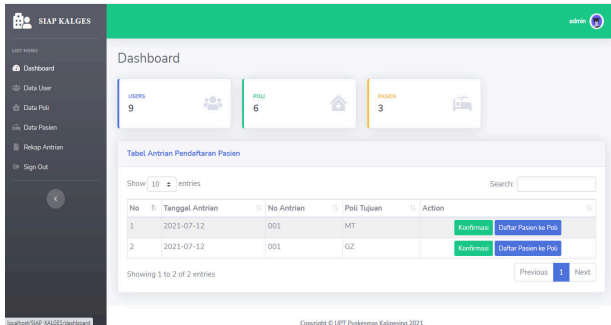 SIAP KALGES
admin
LIST MENU
Dashboard
Data User
Data Poli
Data Pasien
Rekap Antrian
Sign Out
Dashboard
USERS
9
POLI
6
PASIEN
3
Tabel Antrian Pendaftaran Pasien
Show 10 entries
Search:
No Tanggal Antrian No Antrian Poli Tujuan Action
1 2021-07-12 001 MT Konfirmasi Daftar Pasien ke Poli
2 2021-07-12 001 GZ Konfirmasi Daftar Pasien ke Poli
Showing 1 to 2 of 2 entries
Previous 1 Next
Copyright © UPT Puskesmas Kaligesing 2021
localhost/SIAP-KALGES/dashboard